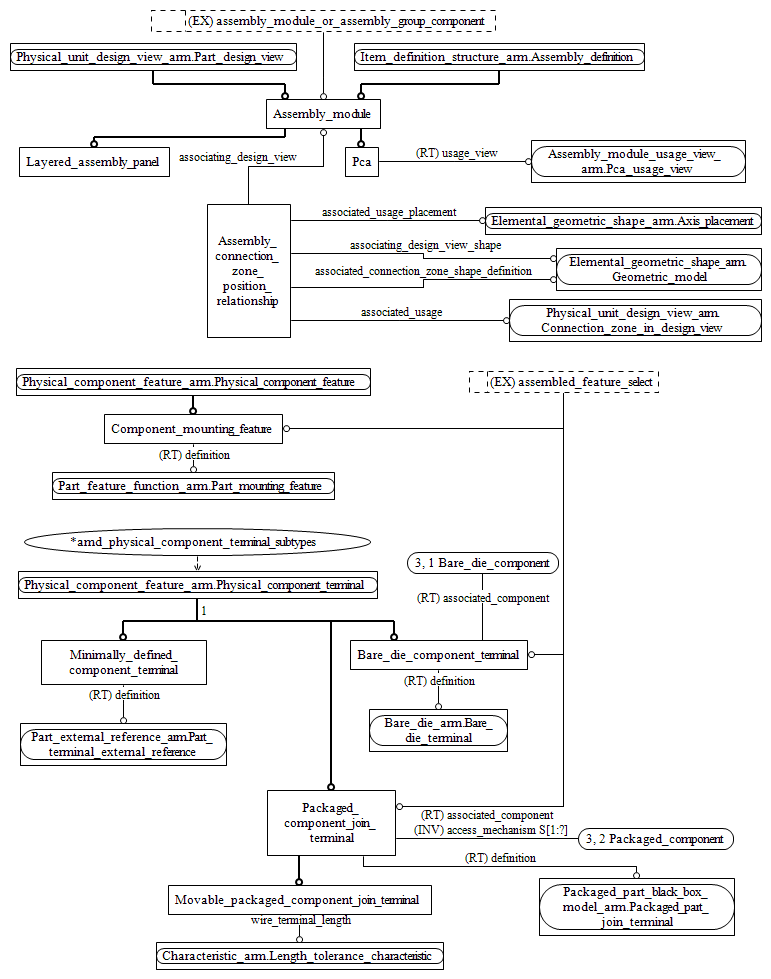 (EX) assembly_module_or_assembly_group_component
Physical_unit_design_view_arm.Part_design_view
Item_definition_structure_arm.Assembly_definition
Assembly_module
associating_design_view
Layered_assembly_panel
Pca
(RT) usage_view
Assembly_module_usage_view_
arm.Pca_usage_view
Assembly_
connection_
zone_
position_
relationship
associated_usage_placement
Elemental_geometric_shape_arm.Axis_placement
associating_design_view_shape
associated_connection_zone_shape_definition
Elemental_geometric_shape_arm.
Geometric_model
associated_usage
Physical_unit_design_view_arm.
Connection_zone_in_design_view
Physical_component_feature_arm.Physical_component_feature
(EX) assembled_feature_select
Component_mounting_feature
(RT) definition
Part_feature_function_arm.Part_mounting_feature
*amd_physical_component_terminal_subtypes
3, 1 Bare_die_component
Physical_component_feature_arm.Physical_component_terminal
(RT) associated_component
1
Minimally_defined_
component_terminal
Bare_die_component_terminal
(RT) definition
(RT) definition
Part_external_reference_arm.Part_
terminal_external_reference
Bare_die_arm.Bare_
die_terminal
Packaged_
component_join_
terminal
(RT) associated_component
(INV) access_mechanism S[1:?]
3, 2 Packaged_component
(RT) definition
Movable_packaged_component_join_terminal
wire_terminal_length
Packaged_part_black_box_
model_arm.Packaged_part_
join_terminal
Characteristic_arm.Length_tolerance_characteristic